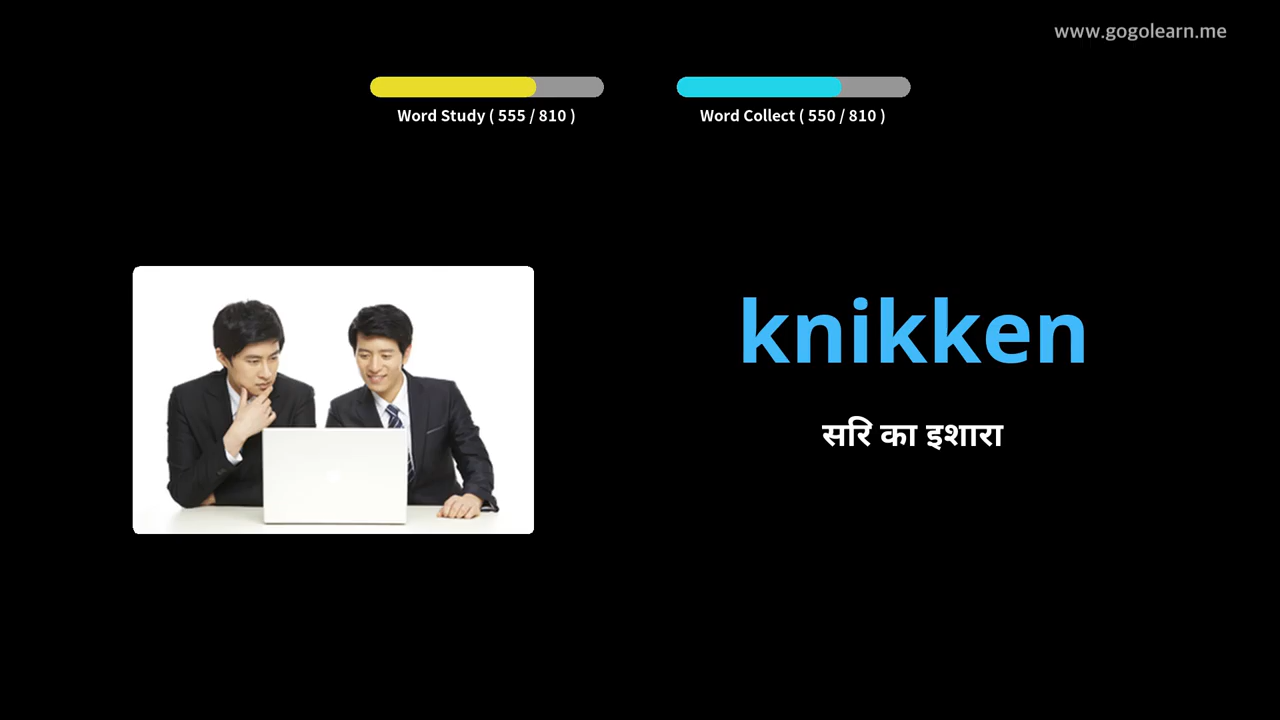 www.gogolearn.me
Word Study ( 555 / 810 )
Word Collect ( 550 / 810 )
knikken
सरि का इशारा